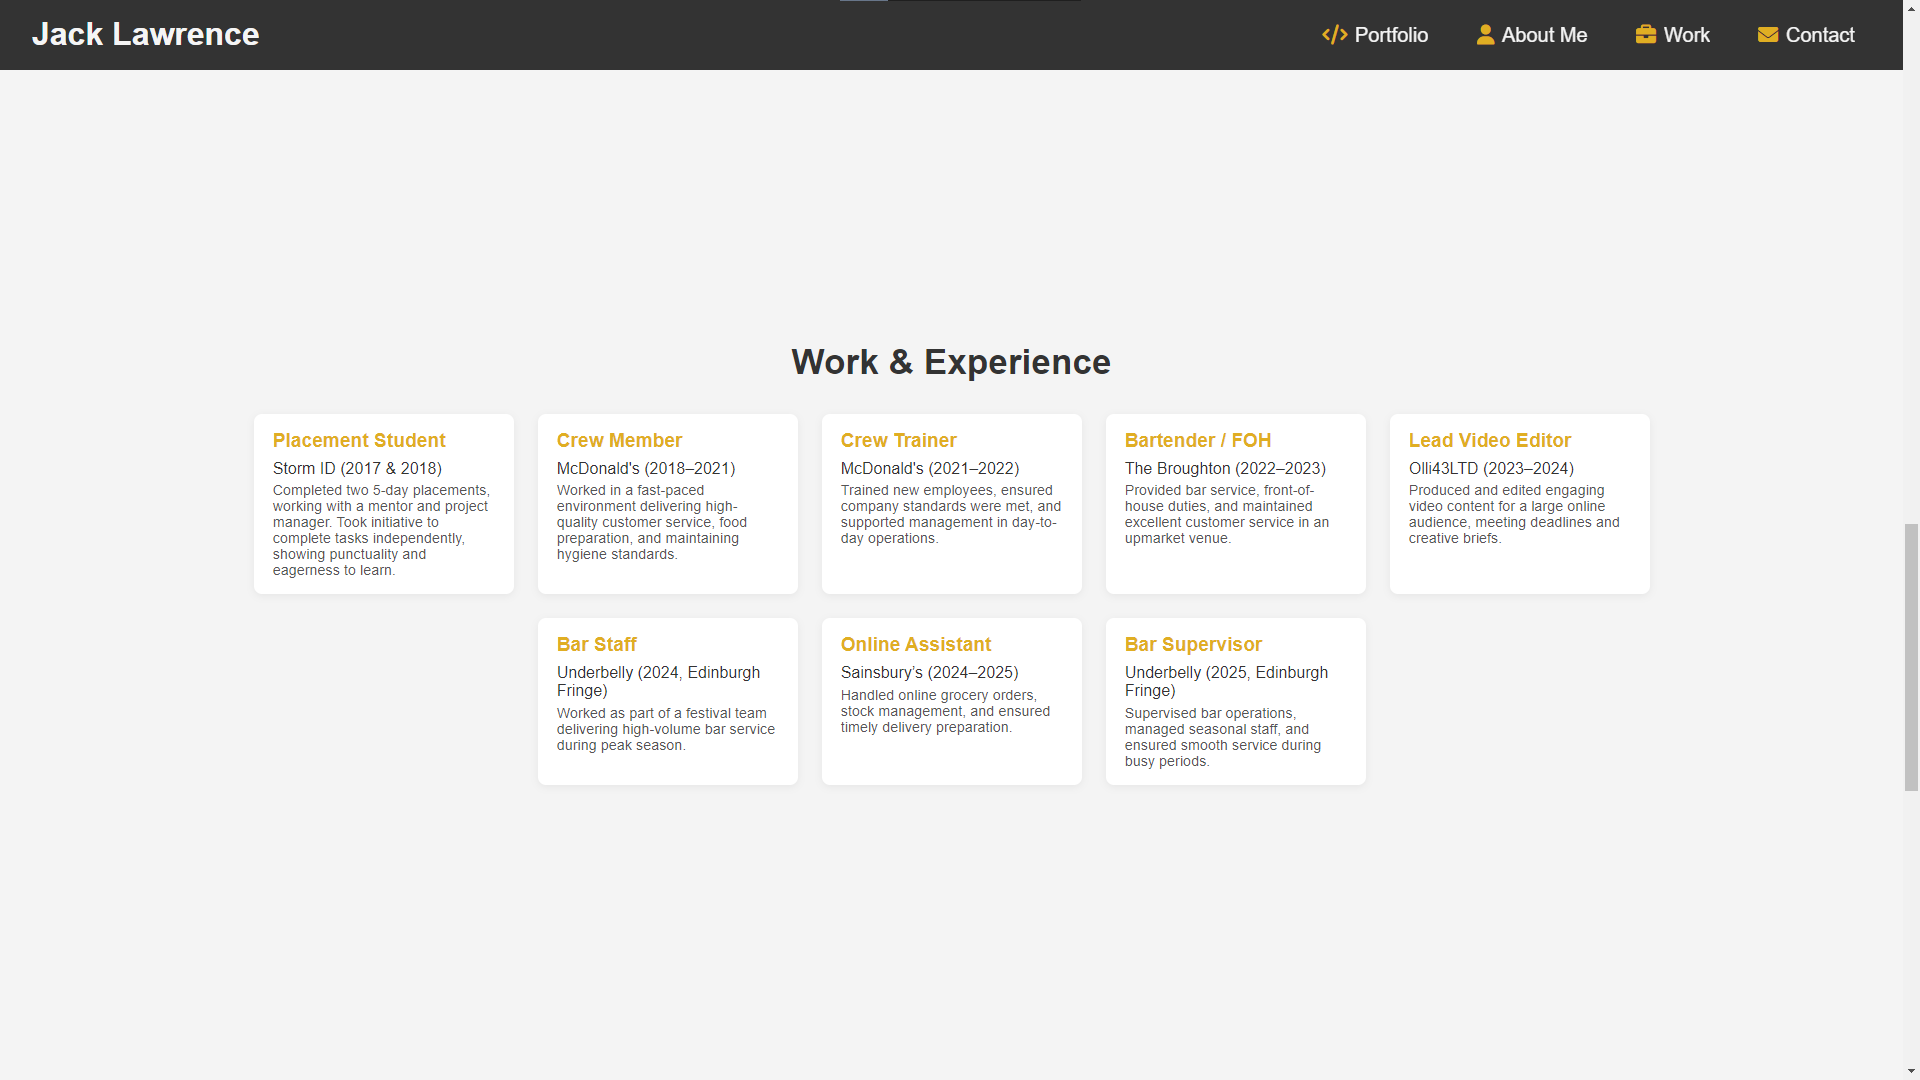 Jack Lawrence
Portfolio
About Me
Work
Contact
Work & Experience
Placement Student
Storm ID (2017 & 2018)
Completed two 5-day placements,
working with a mentor and project
manager. Took initiative to
complete tasks independently,
showing punctuality and
eagerness to learn.
Crew Member
McDonald's (2018–2021)
Worked in a fast-paced
environment delivering high-
quality customer service, food
preparation, and maintaining
hygiene standards.
Crew Trainer
McDonald's (2021–2022)
Trained new employees, ensured
company standards were met, and
supported management in day-to-
day operations.
Bartender / FOH
The Broughton (2022–2023)
Provided bar service, front-of-
house duties, and maintained
excellent customer service in an
upmarket venue.
Lead Video Editor
Olli43LTD (2023–2024)
Produced and edited engaging
video content for a large online
audience, meeting deadlines and
creative briefs.
Bar Staff
Underbelly (2024, Edinburgh
Fringe)
Worked as part of a festival team
delivering high-volume bar service
during peak season.
Online Assistant
Sainsbury’s (2024–2025)
Handled online grocery orders,
stock management, and ensured
timely delivery preparation.
Bar Supervisor
Underbelly (2025, Edinburgh
Fringe)
Supervised bar operations,
managed seasonal staff, and
ensured smooth service during
busy periods.